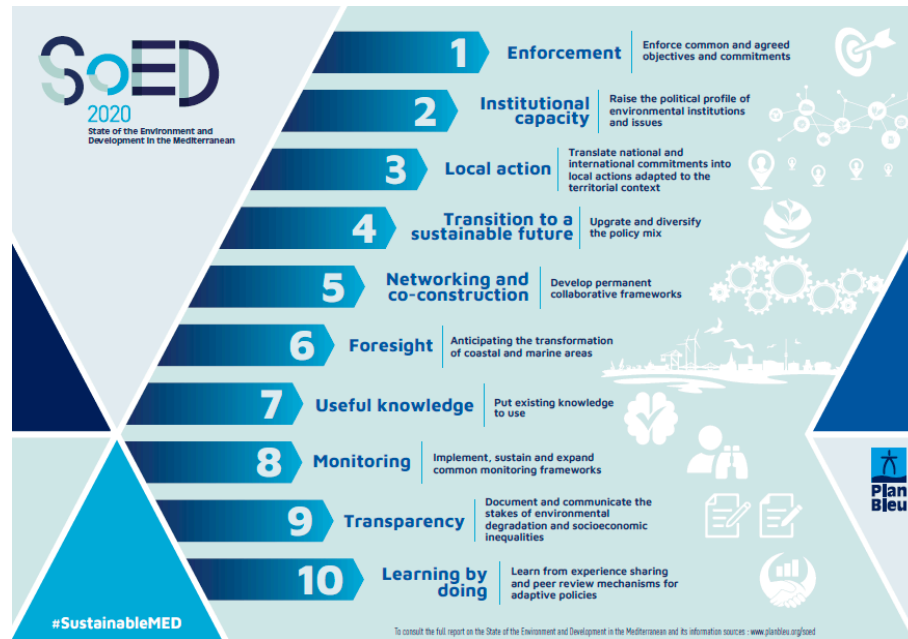 SoED
2020
State of the Environment and
Development in the Mediterranean
1
Enforcement
Enforce common and agreed
objectives and commitments
2
Institutional
capacity
Raise the political profile of
environmental institutions
and issues
3
Local action
Translate national and
international commitments into
local actions adapted to the
territorial context
4
Transition to a
sustainable future
Upgrade and diversify
the policy mix
5
Networking and
co-construction
Develop permanent
collaborative frameworks
6
Foresight
Anticipating the transformation
of coastal and marine areas
7
Useful knowledge
Put existing knowledge
to use
8
Monitoring
Implement, sustain and expand
common monitoring frameworks
9
Transparency
Document and communicate the
stakes of environmental
degradation and socioeconomic
inequalities
10
Learning by
doing
Learn from experience sharing
and peer review mechanisms for
adaptive policies
Plan
Bleu
#SustainableMED
To consult the full report on the State of the Environment and Development in the Mediterranean and its information sources : www.planbleu.org/soed